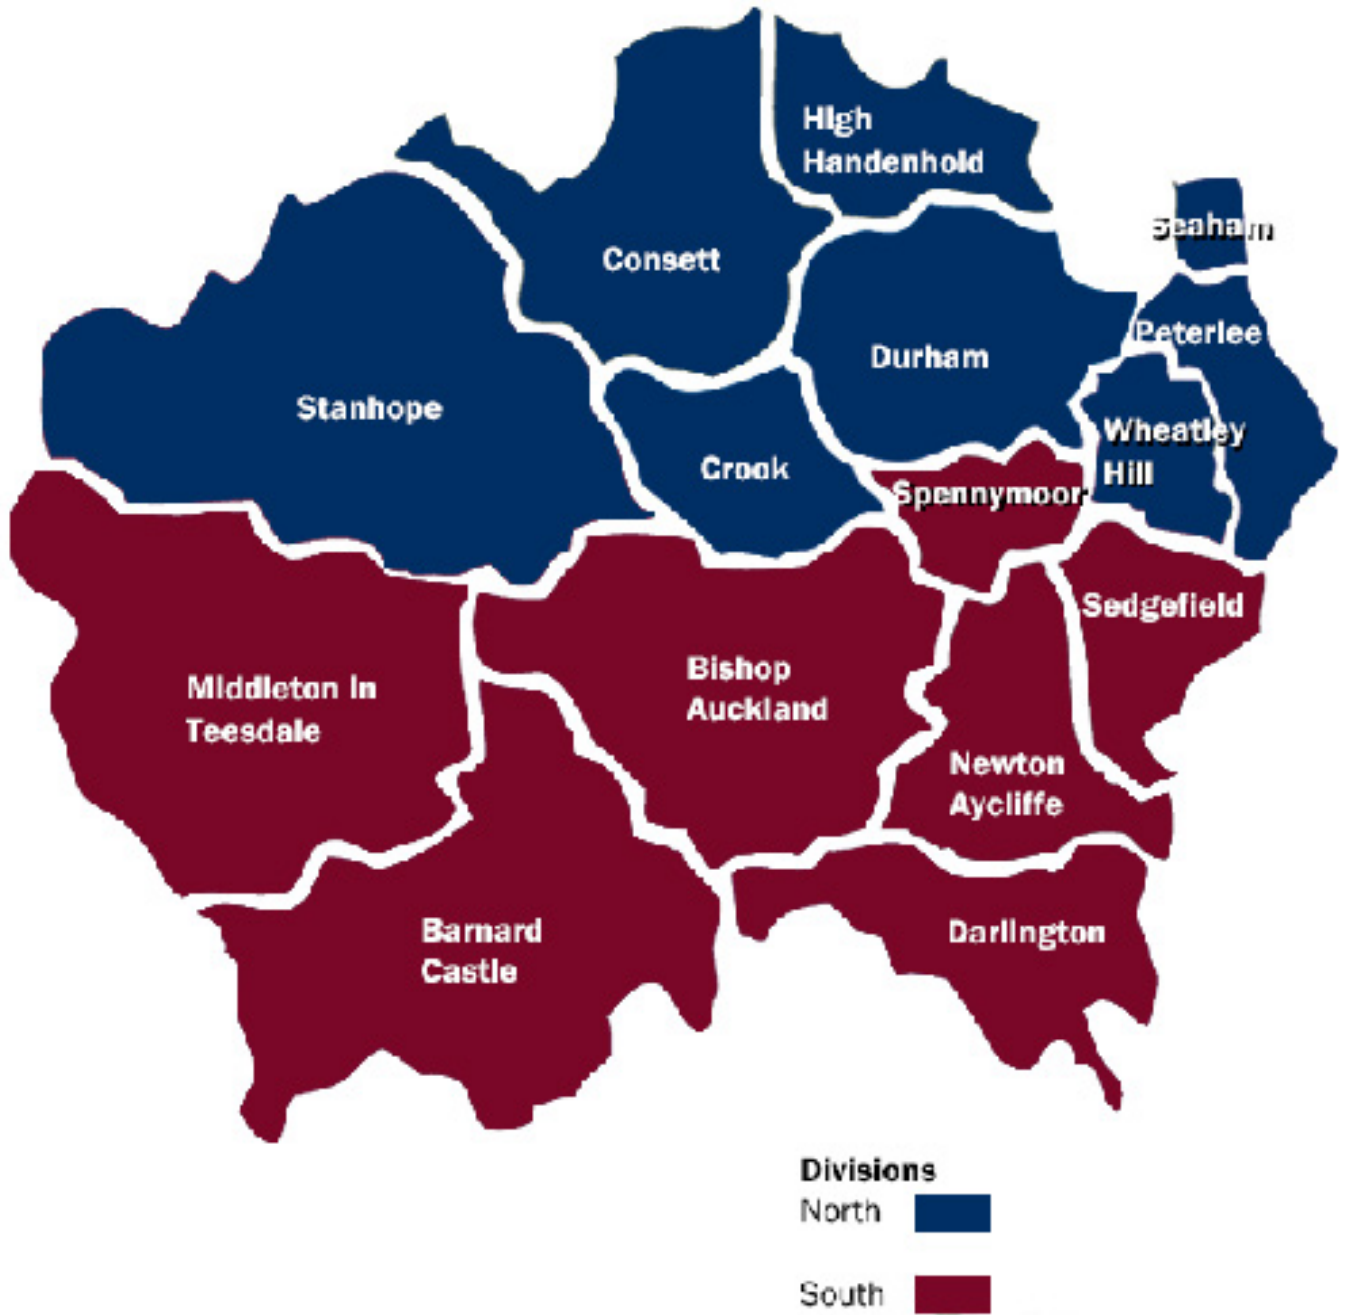 High
Handenhold
Seaham
Consett
Peterlee
Durham
Stanhope
Wheatley
Hill
Crook
Spennymoor
Sedgefield
Middleton in
Teesdale
Bishop
Auckland
Newton
Aycliffe
Barnard
Castle
Darlington
Divisions
North
South